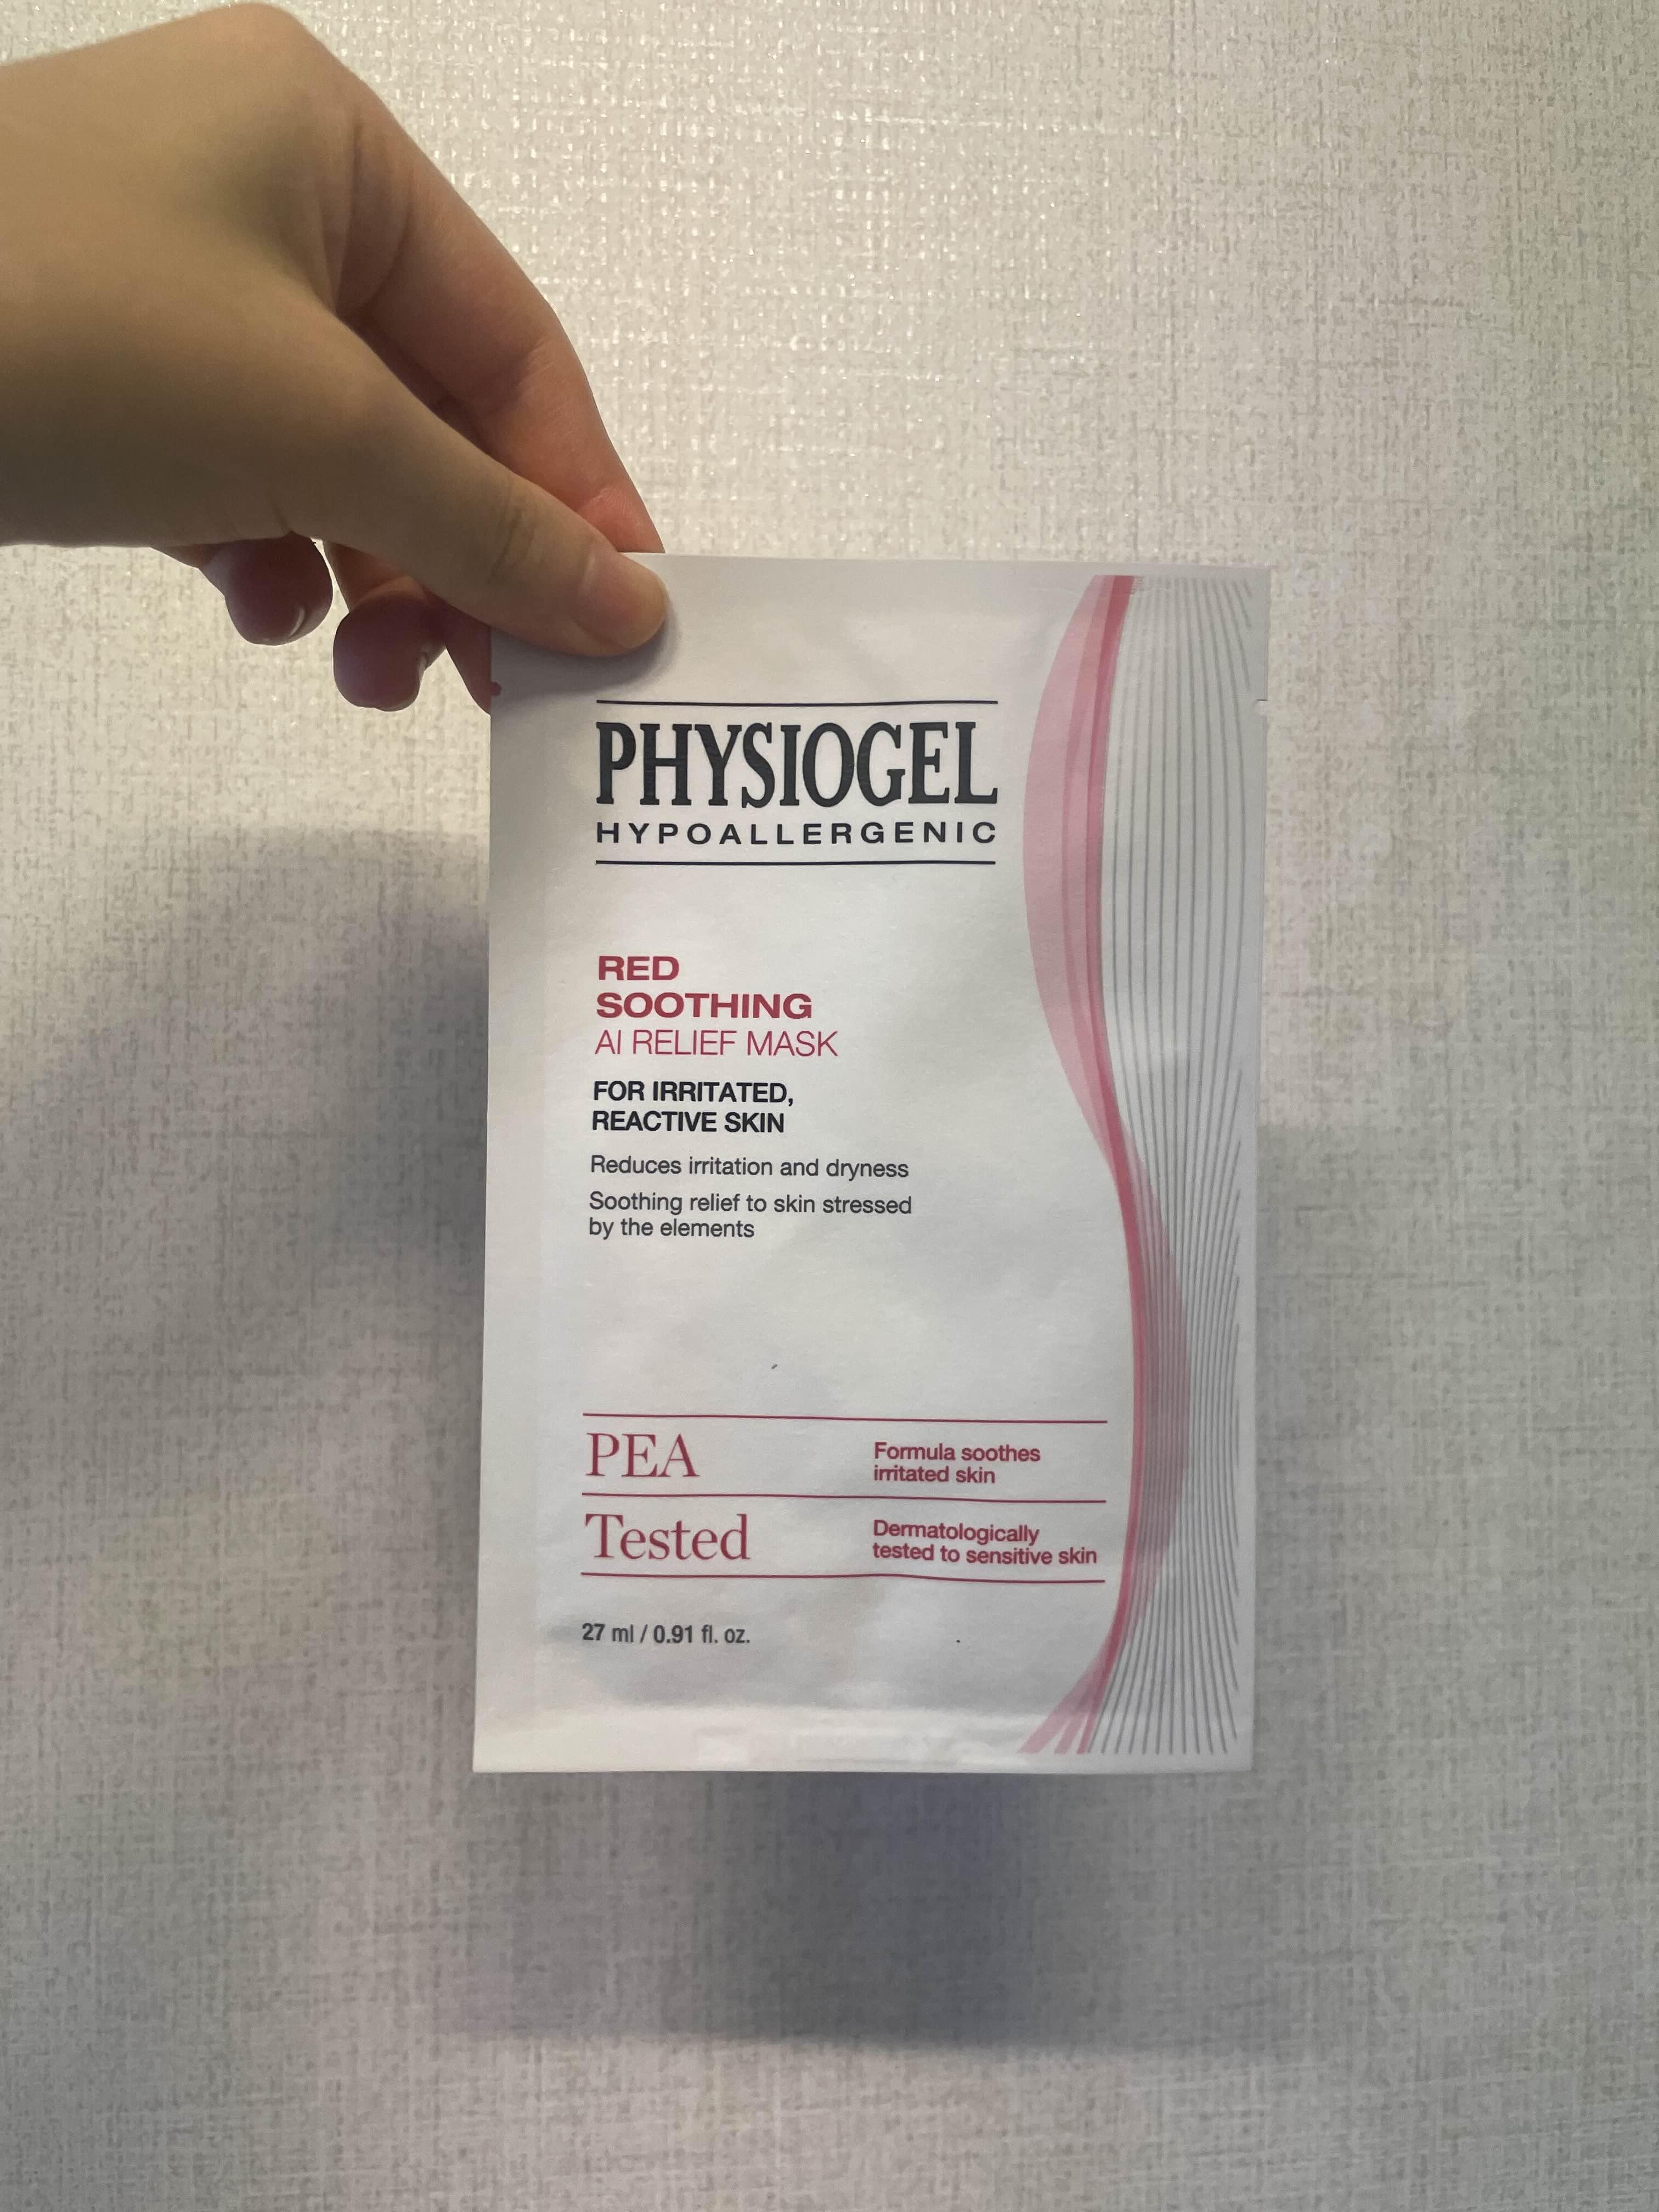 PHYSIOGEL
HYPOALLERGENIC
RED
SOOTHING
AI RELIEF MASK
FOR IRRITATED,
REACTIVE SKIN
Reduces irritation and dryness
Soothing relief to skin stressed
by the elements
PEA
Formula soothes
irritated skin
Tested
Dermatologically
tested to sensitive skin
27 ml / 0.91 fl. oz.